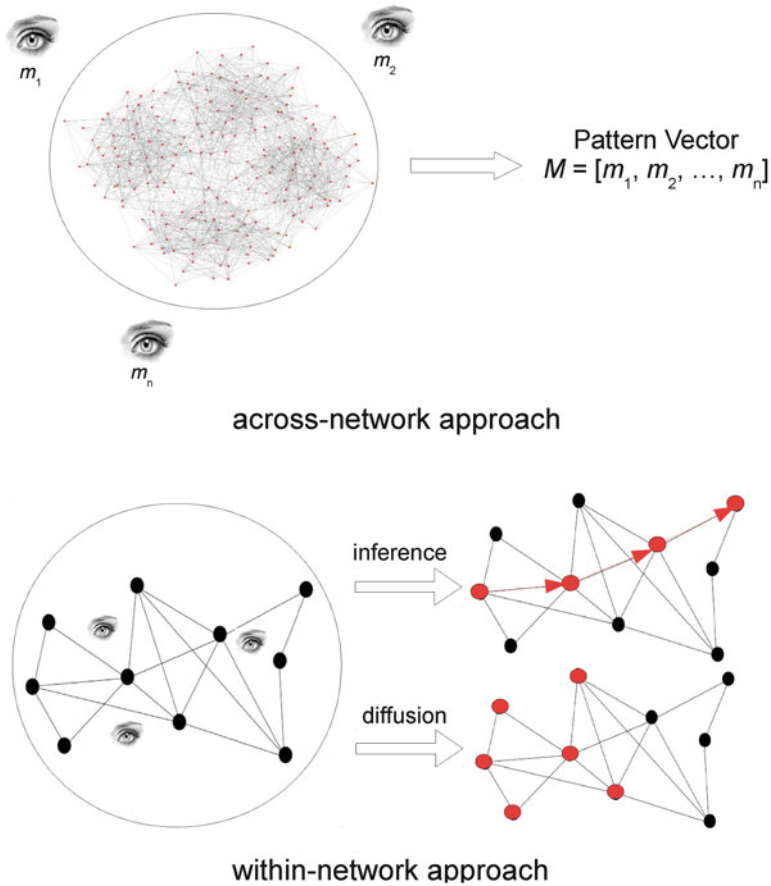 m₁
m₂
Pattern Vector
M = [m₁, m₂, …, mₙ]
mₙ
across-network approach
inference
diffusion
within-network approach